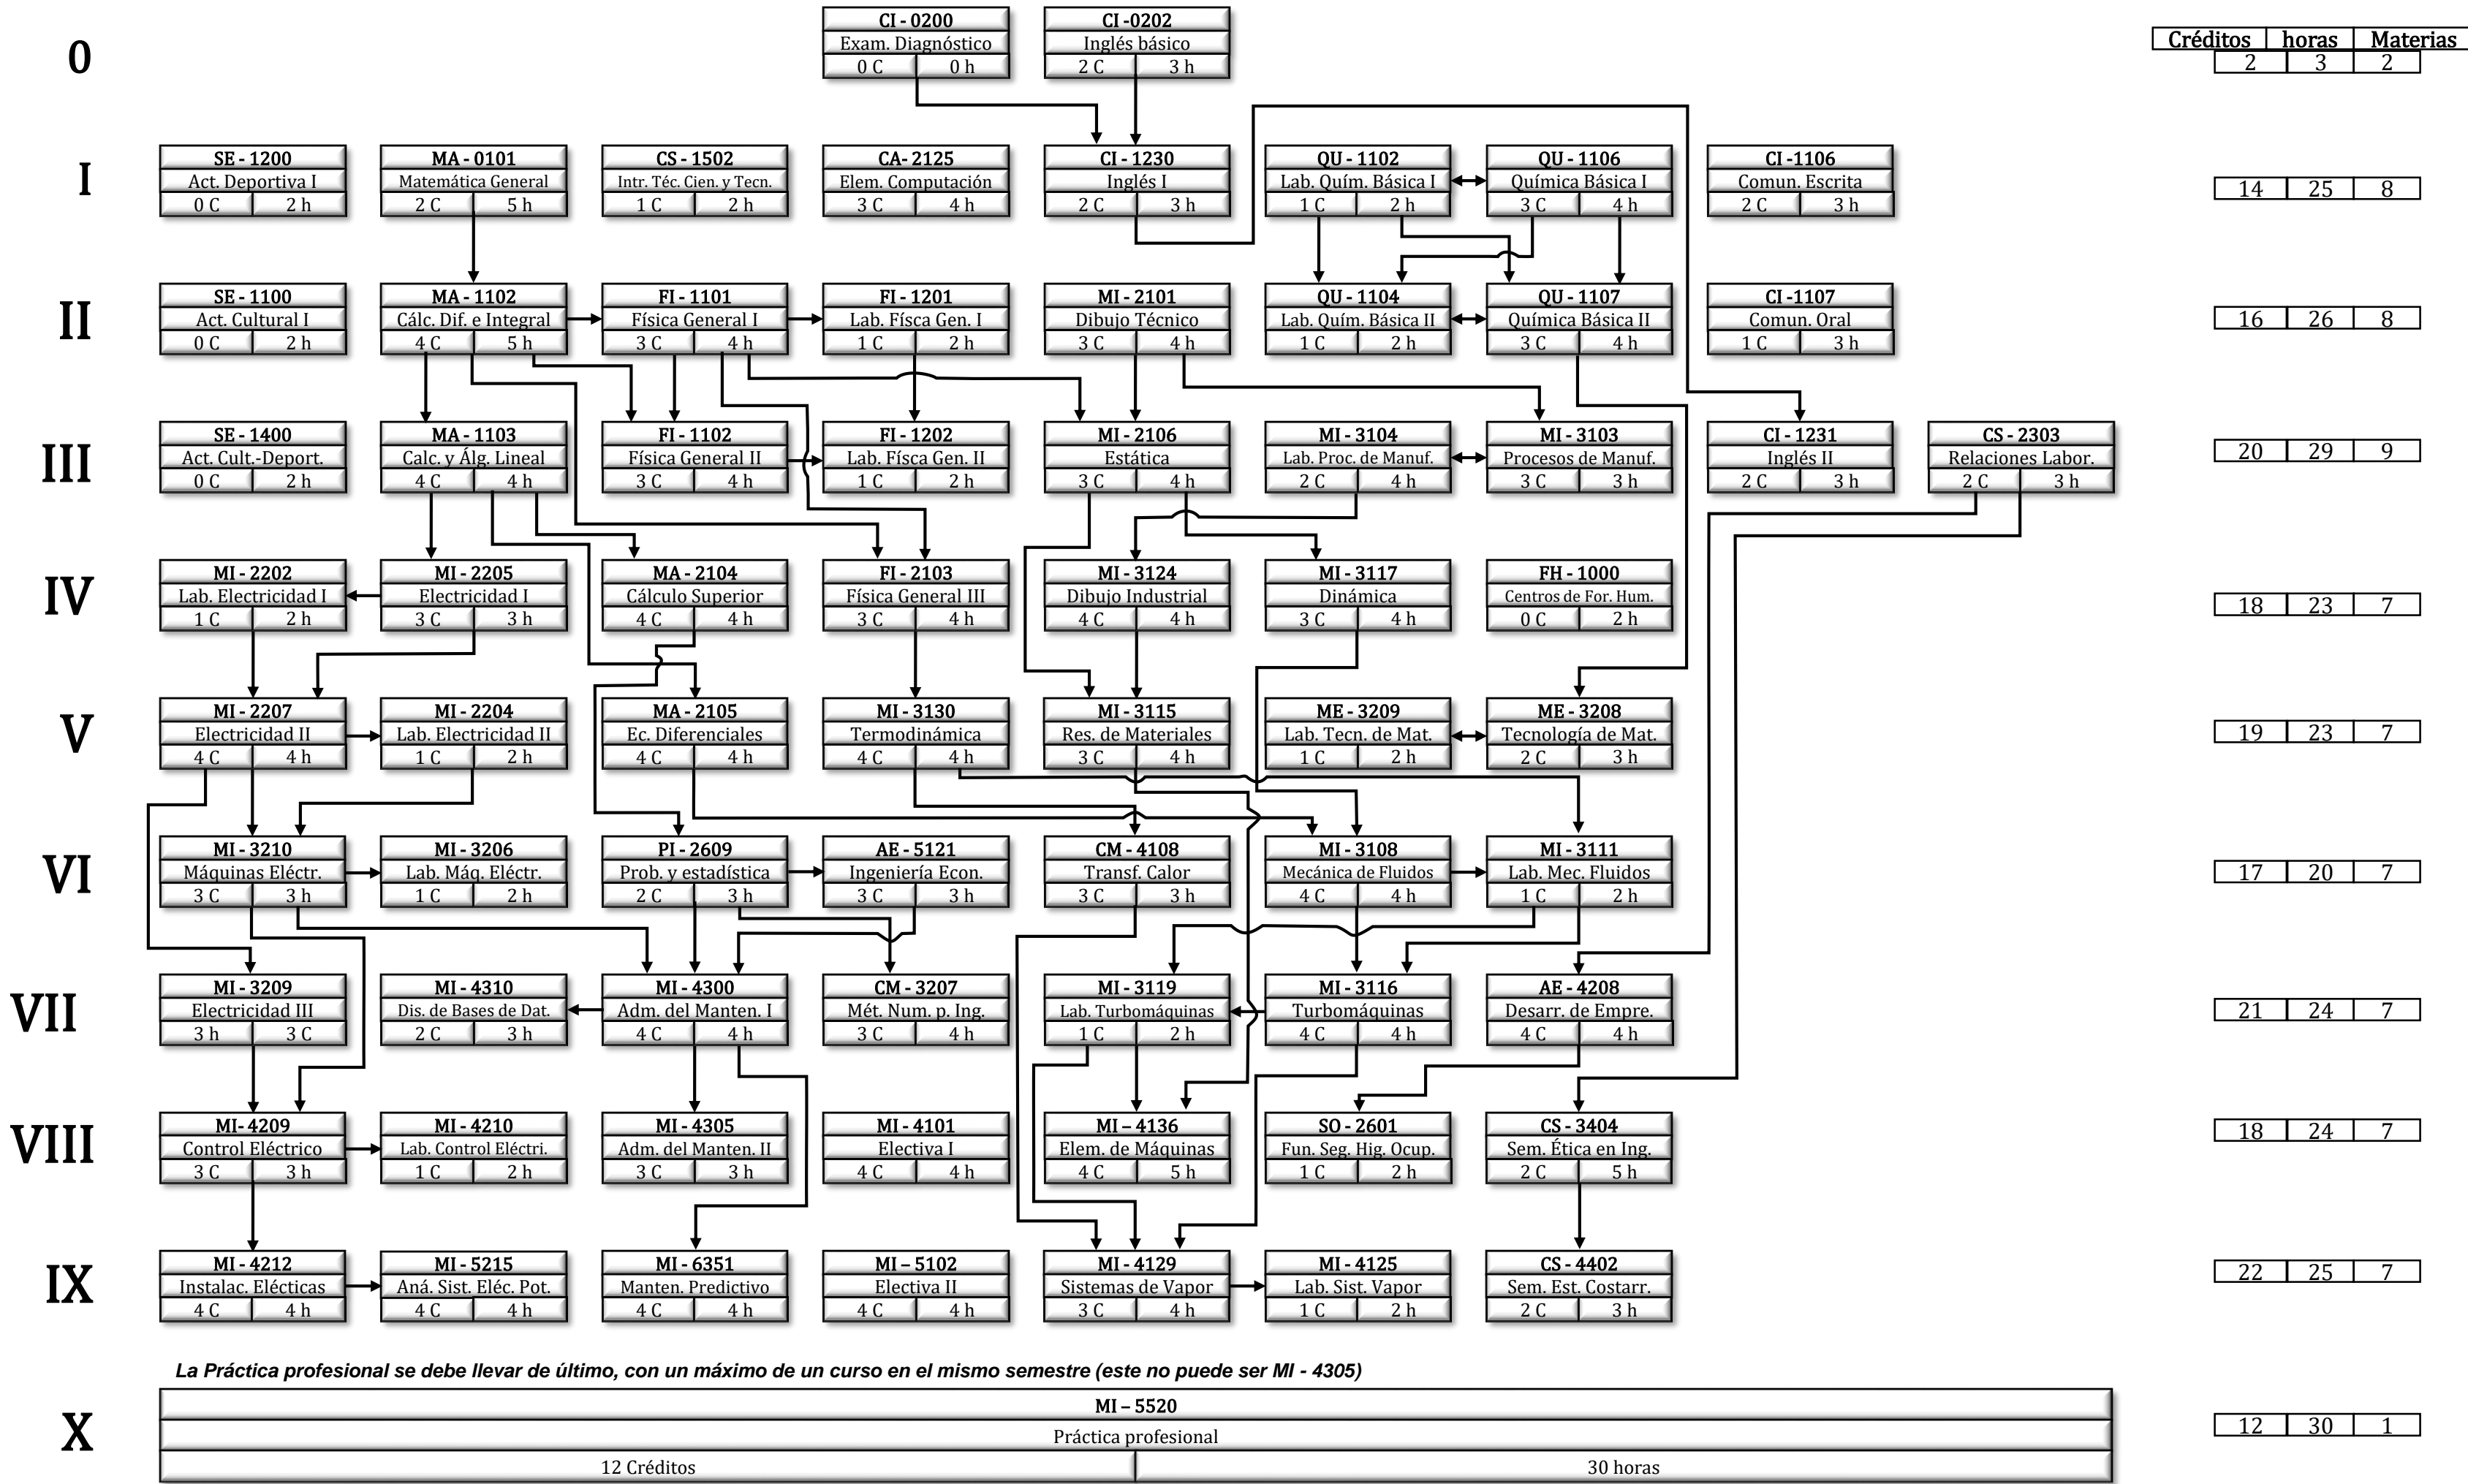 0
CI - 0200
Exam. Diagnóstico
0 C 0 h
CI -0202
Inglés básico
2 C 3 h
Créditos horas Materias
2 3 2
I
SE - 1200
Act. Deportiva I
0 C 2 h
MA - 0101
Matemática General
2 C 5 h
CS - 1502
Intr. Téc. Cien. y Tecn.
1 C 2 h
CA- 2125
Elem. Computación
3 C 4 h
CI - 1230
Inglés I
2 C 3 h
QU - 1102
Lab. Quím. Básica I
1 C 2 h
QU - 1106
Química Básica I
3 C 4 h
CI -1106
Comun. Escrita
2 C 3 h
14 25 8
II
SE - 1100
Act. Cultural I
0 C 2 h
MA - 1102
Cálc. Dif. e Integral
4 C 5 h
FI - 1101
Física General I
3 C 4 h
FI - 1201
Lab. Físca Gen. I
1 C 2 h
MI - 2101
Dibujo Técnico
3 C 4 h
QU - 1104
Lab. Quím. Básica II
1 C 2 h
QU - 1107
Química Básica II
3 C 4 h
CI -1107
Comun. Oral
1 C 3 h
16 26 8
III
SE - 1400
Act. Cult.-Deport.
0 C 2 h
MA - 1103
Calc. y Álg. Lineal
4 C 4 h
FI - 1102
Física General II
3 C 4 h
FI - 1202
Lab. Físca Gen. II
1 C 2 h
MI - 2106
Estática
3 C 4 h
MI - 3104
Lab. Proc. de Manuf.
2 C 4 h
MI - 3103
Procesos de Manuf.
3 C 3 h
CI - 1231
Inglés II
2 C 3 h
CS - 2303
Relaciones Labor.
2 C 3 h
20 29 9
IV
MI - 2202
Lab. Electricidad I
1 C 2 h
MI - 2205
Electricidad I
3 C 3 h
MA - 2104
Cálculo Superior
4 C 4 h
FI - 2103
Física General III
3 C 4 h
MI - 3124
Dibujo Industrial
4 C 4 h
MI - 3117
Dinámica
3 C 4 h
FH - 1000
Centros de For. Hum.
0 C 2 h
18 23 7
V
MI - 2207
Electricidad II
4 C 4 h
MI - 2204
Lab. Electricidad II
1 C 2 h
MA - 2105
Ec. Diferenciales
4 C 4 h
MI - 3130
Termodinámica
4 C 4 h
MI - 3115
Res. de Materiales
3 C 4 h
ME - 3209
Lab. Tecn. de Mat.
1 C 2 h
ME - 3208
Tecnología de Mat.
2 C 3 h
19 23 7
VI
MI - 3210
Máquinas Eléctr.
3 C 3 h
MI - 3206
Lab. Máq. Eléctr.
1 C 2 h
PI - 2609
Prob. y estadística
2 C 3 h
AE - 5121
Ingeniería Econ.
3 C 3 h
CM - 4108
Transf. Calor
3 C 3 h
MI - 3108
Mecánica de Fluidos
4 C 4 h
MI - 3111
Lab. Mec. Fluidos
1 C 2 h
17 20 7
VII
MI - 3209
Electricidad III
3 h 3 C
MI - 4310
Dis. de Bases de Dat.
2 C 3 h
MI - 4300
Adm. del Manten. I
4 C 4 h
CM - 3207
Mét. Num. p. Ing.
3 C 4 h
MI - 3119
Lab. Turbomáquinas
1 C 2 h
MI - 3116
Turbomáquinas
4 C 4 h
AE - 4208
Desarr. de Empre.
4 C 4 h
21 24 7
VIII
MI- 4209
Control Eléctrico
3 C 3 h
MI - 4210
Lab. Control Eléctri.
1 C 2 h
MI - 4305
Adm. del Manten. II
3 C 3 h
MI - 4101
Electiva I
4 C 4 h
MI – 4136
Elem. de Máquinas
4 C 5 h
SO - 2601
Fun. Seg. Hig. Ocup.
1 C 2 h
CS - 3404
Sem. Ética en Ing.
2 C 5 h
18 24 7
IX
MI - 4212
Instalac. Elécticas
4 C 4 h
MI - 5215
Aná. Sist. Eléc. Pot.
4 C 4 h
MI - 6351
Manten. Predictivo
4 C 4 h
MI – 5102
Electiva II
4 C 4 h
MI - 4129
Sistemas de Vapor
3 C 4 h
MI - 4125
Lab. Sist. Vapor
1 C 2 h
CS - 4402
Sem. Est. Costarr.
2 C 3 h
22 25 7
La Práctica profesional se debe llevar de último, con un máximo de un curso en el mismo semestre (este no puede ser MI - 4305)
X
MI – 5520
Práctica profesional
12 Créditos 30 horas
12 30 1